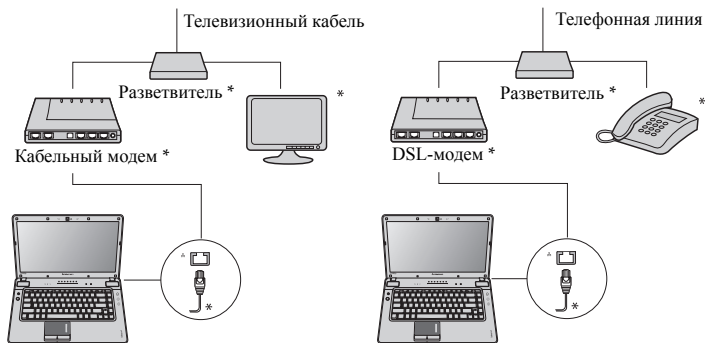 Телевизионный кабель
Разветвитель *
*
Кабельный модем *
*
Телефонная линия
Разветвитель *
*
DSL-модем *
*